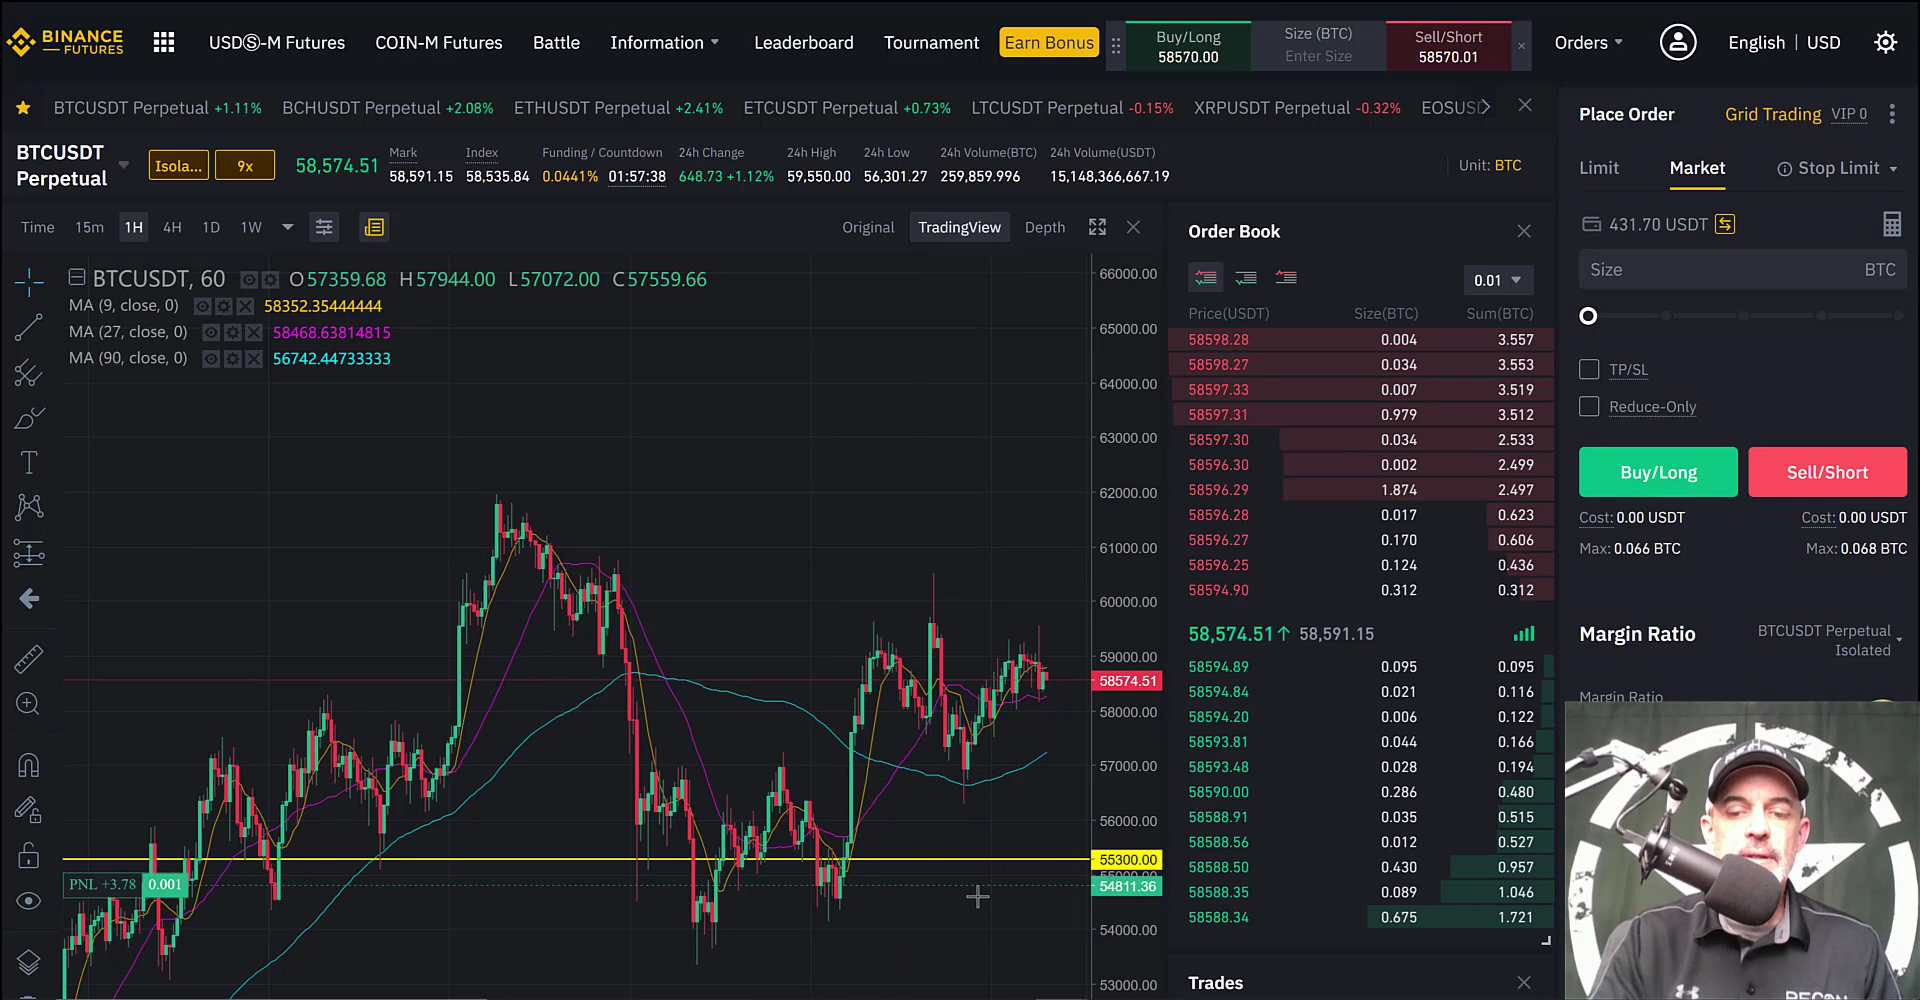 BINANCE
FUTURES
USDⓈ-M Futures
COIN-M Futures
Battle
Information
Leaderboard
Tournament
Earn Bonus
Buy/Long
58570.00
Size (BTC)
Enter Size
Sell/Short
58570.01
Orders
English | USD
BTCUSDT Perpetual +1.11%
BCHUSDT Perpetual +2.08%
ETHUSDT Perpetual +2.41%
ETCUSDT Perpetual +0.73%
LTCUSDT Perpetual -0.15%
XRPUSDT Perpetual -0.32%
EOSUSD
BTCUSDT
Perpetual
Isola...
9x
58,574.51
Mark
58,591.15
Index
58,535.84
Funding / Countdown
0.0441% 01:57:38
24h Change
648.73 +1.12%
24h High
59,550.00
24h Low
56,301.27
24h Volume(BTC)
259,859.996
24h Volume(USDT)
15,148,366,667.19
Unit: BTC
Time 15m 1H 4H 1D 1W
Original TradingView Depth
BTCUSDT, 60 O57359.68 H57944.00 L57072.00 C57559.66
MA (9, close, 0) 58352.35444444
MA (27, close, 0) 58468.63814815
MA (90, close, 0) 56742.44733333
66000.00
65000.00
64000.00
63000.00
62000.00
61000.00
60000.00
59000.00
58574.51
58000.00
57000.00
56000.00
55300.00
55000.00
54811.36
54000.00
53000.00
PNL +3.78 0.001
Order Book
0.01
Price(USDT) Size(BTC) Sum(BTC)
58598.28 0.004 3.557
58598.27 0.034 3.553
58597.33 0.007 3.519
58597.31 0.979 3.512
58597.30 0.034 2.533
58596.30 0.002 2.499
58596.29 1.874 2.497
58596.28 0.017 0.623
58596.27 0.170 0.606
58596.25 0.124 0.436
58594.90 0.312 0.312
58,574.51↑ 58,591.15
58594.89 0.095 0.095
58594.84 0.021 0.116
58594.20 0.006 0.122
58593.81 0.044 0.166
58593.48 0.028 0.194
58590.00 0.286 0.480
58588.91 0.035 0.515
58588.56 0.012 0.527
58588.50 0.430 0.957
58588.35 0.089 1.046
58588.34 0.675 1.721
Trades
Place Order
Grid Trading VIP 0
Limit Market Stop Limit
431.70 USDT
Size BTC
TP/SL
Reduce-Only
Buy/Long
Sell/Short
Cost: 0.00 USDT
Cost: 0.00 USDT
Max: 0.066 BTC
Max: 0.068 BTC
Margin Ratio
BTCUSDT Perpetual
Isolated
Margin Ratio
RECON